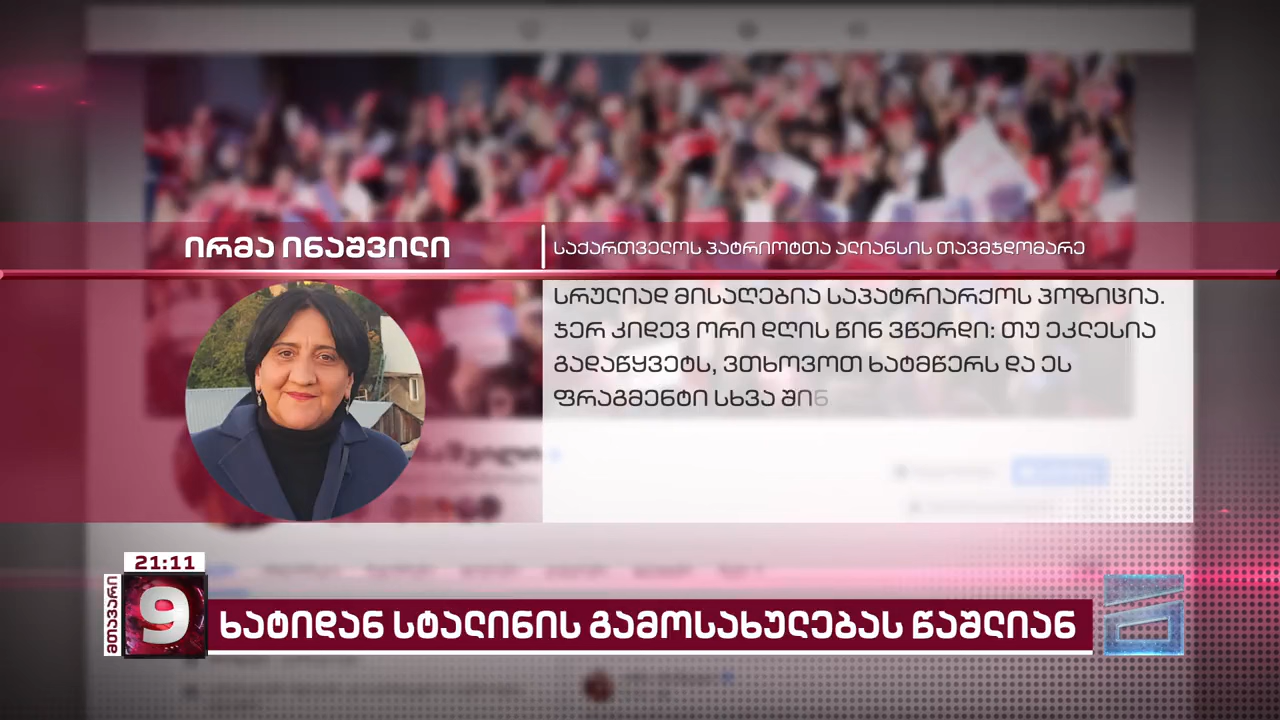 ირმა ინაშვილი
საქართველოს პატრიოტთა ალიანსის თავმჯდომარე
სრულიად მისაღებია საპატრიარქოს პოზიცია.
ჯერ კიდევ ორი დღის წინ ვწერდი: თუ ეკლესია
გადაწყვეტს, ვთხოვოთ ხატმწერს და ეს
ფრაგმენტი სხვა შინ
21:11
მთავარი
9
ხატიდან სტალინის გამოსახულებას წაშლიან